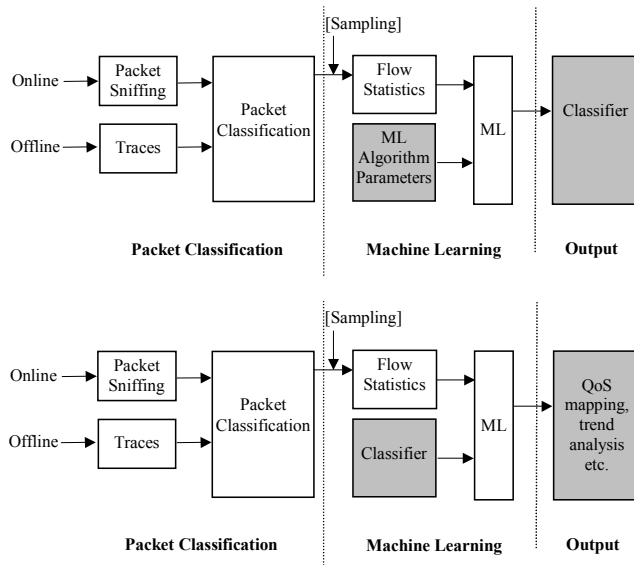 [Sampling]
Online
Packet
Sniffing
Offline
Traces
Packet
Classification
Flow
Statistics
ML
Algorithm
Parameters
ML
Classifier
Packet Classification
Machine Learning
Output
[Sampling]
Online
Packet
Sniffing
Offline
Traces
Packet
Classification
Flow
Statistics
Classifier
ML
QoS
mapping,
trend
analysis
etc.
Packet Classification
Machine Learning
Output